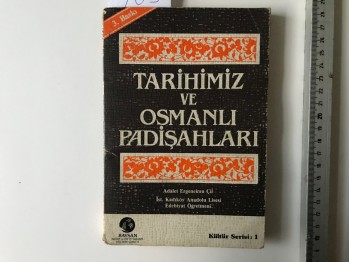 3. Baskı
TARİHİMİZ
VE
OSMANLI
PADİŞAHLARI
Adalet Ergenekon Çil
İst. Kadıköy Anadolu Lisesi
Edebiyat Öğretmeni
BAYSAN
Kültür Serisi: 1